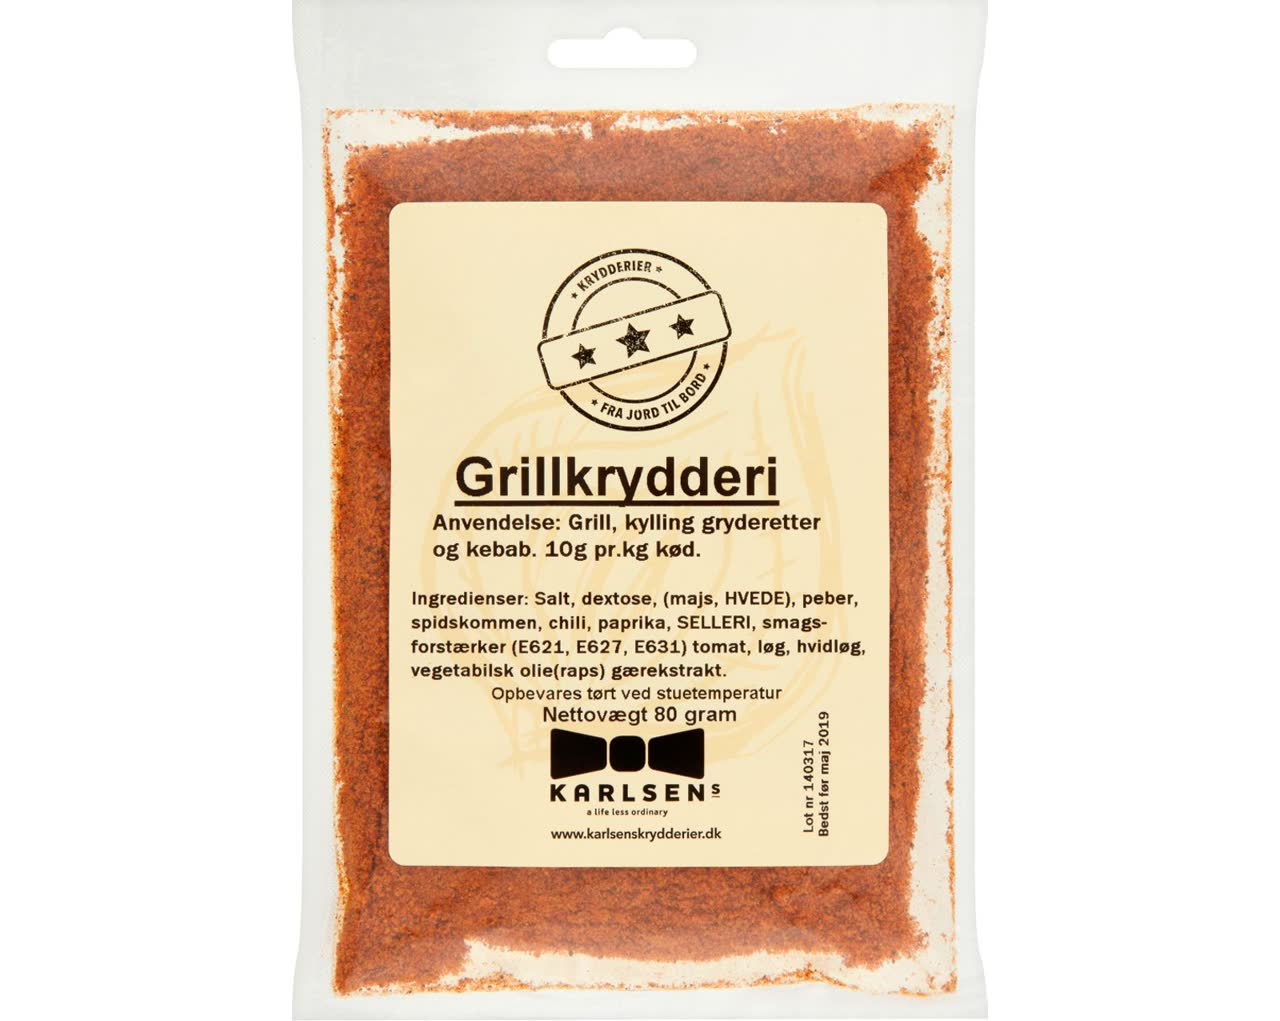 KRYDDERIER
FRA JORD TIL BORD
Grillkrydderi
Anvendelse: Grill, kylling gryderetter
og kebab. 10g pr.kg kød.
Ingredienser: Salt, dextose, (majs, HVEDE), peber,
spidskommen, chili, paprika, SELLERI, smags-
forstærker (E621, E627, E631) tomat, løg, hvidløg,
vegetabilsk olie(raps) gærekstrakt.
Opbevares tørt ved stuetemperatur
Nettovægt 80 gram
KARLSENS
a life less ordinary
www.karlsenskrydderier.dk
Lot nr 140317
Bedst før maj 2019